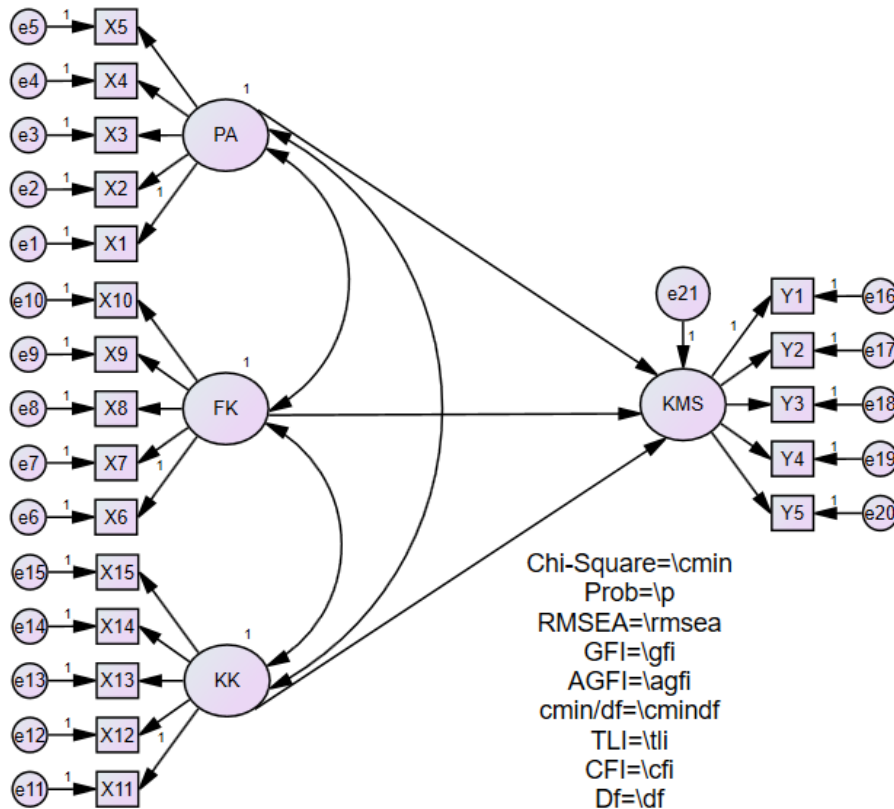 e5 1 X5
e4 1 X4
1
e3 1 X3 PA
e2 1 X2
1
e1 1 X1
e10 1 X10
e9 1 X9
1
e8 1 X8 FK
e7 1 X7
1
e6 1 X6
e15 1 X15
e14 1 X14
1
e13 1 X13 KK
e12 1 X12
1
e11 1 X11
e21
1
KMS
1
Y1 1 e16
Y2 1 e17
Y3 1 e18
Y4 1 e19
Y5 1 e20
Chi-Square=\cmin
Prob=\p
RMSEA=\rmsea
GFI=\gfi
AGFI=\agfi
cmin/df=\cmindf
TLI=\tli
CFI=\cfi
Df=\df